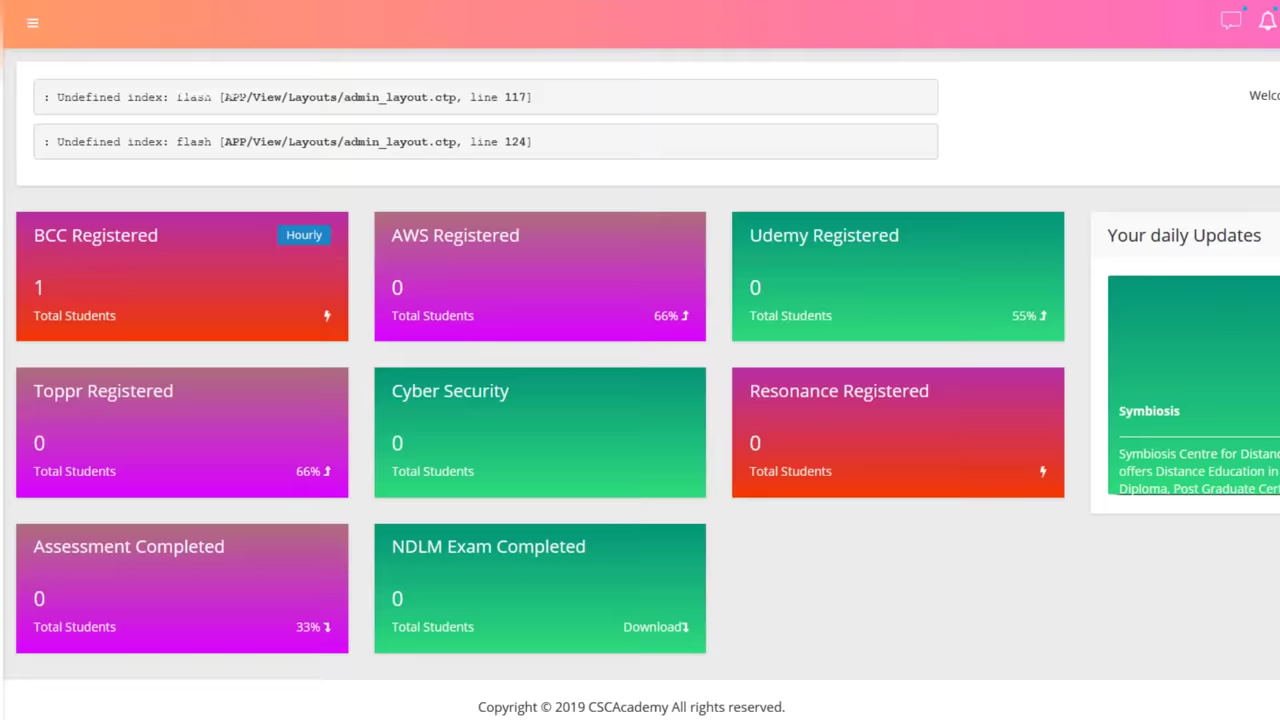 : Undefined index: flash [APP/View/Layouts/admin_layout.ctp, line 117]
Welco
: Undefined index: flash [APP/View/Layouts/admin_layout.ctp, line 124]
BCC Registered
Hourly
1
Total Students
AWS Registered
0
Total Students
66%
Udemy Registered
0
Total Students
55%
Your daily Updates
Symbiosis
Symbiosis Centre for Distanc
offers Distance Education in
Diploma, Post Graduate Cert
Toppr Registered
0
Total Students
66%
Cyber Security
0
Total Students
Resonance Registered
0
Total Students
Assessment Completed
0
Total Students
33%
NDLM Exam Completed
0
Total Students
Download
Copyright © 2019 CSCAcademy All rights reserved.